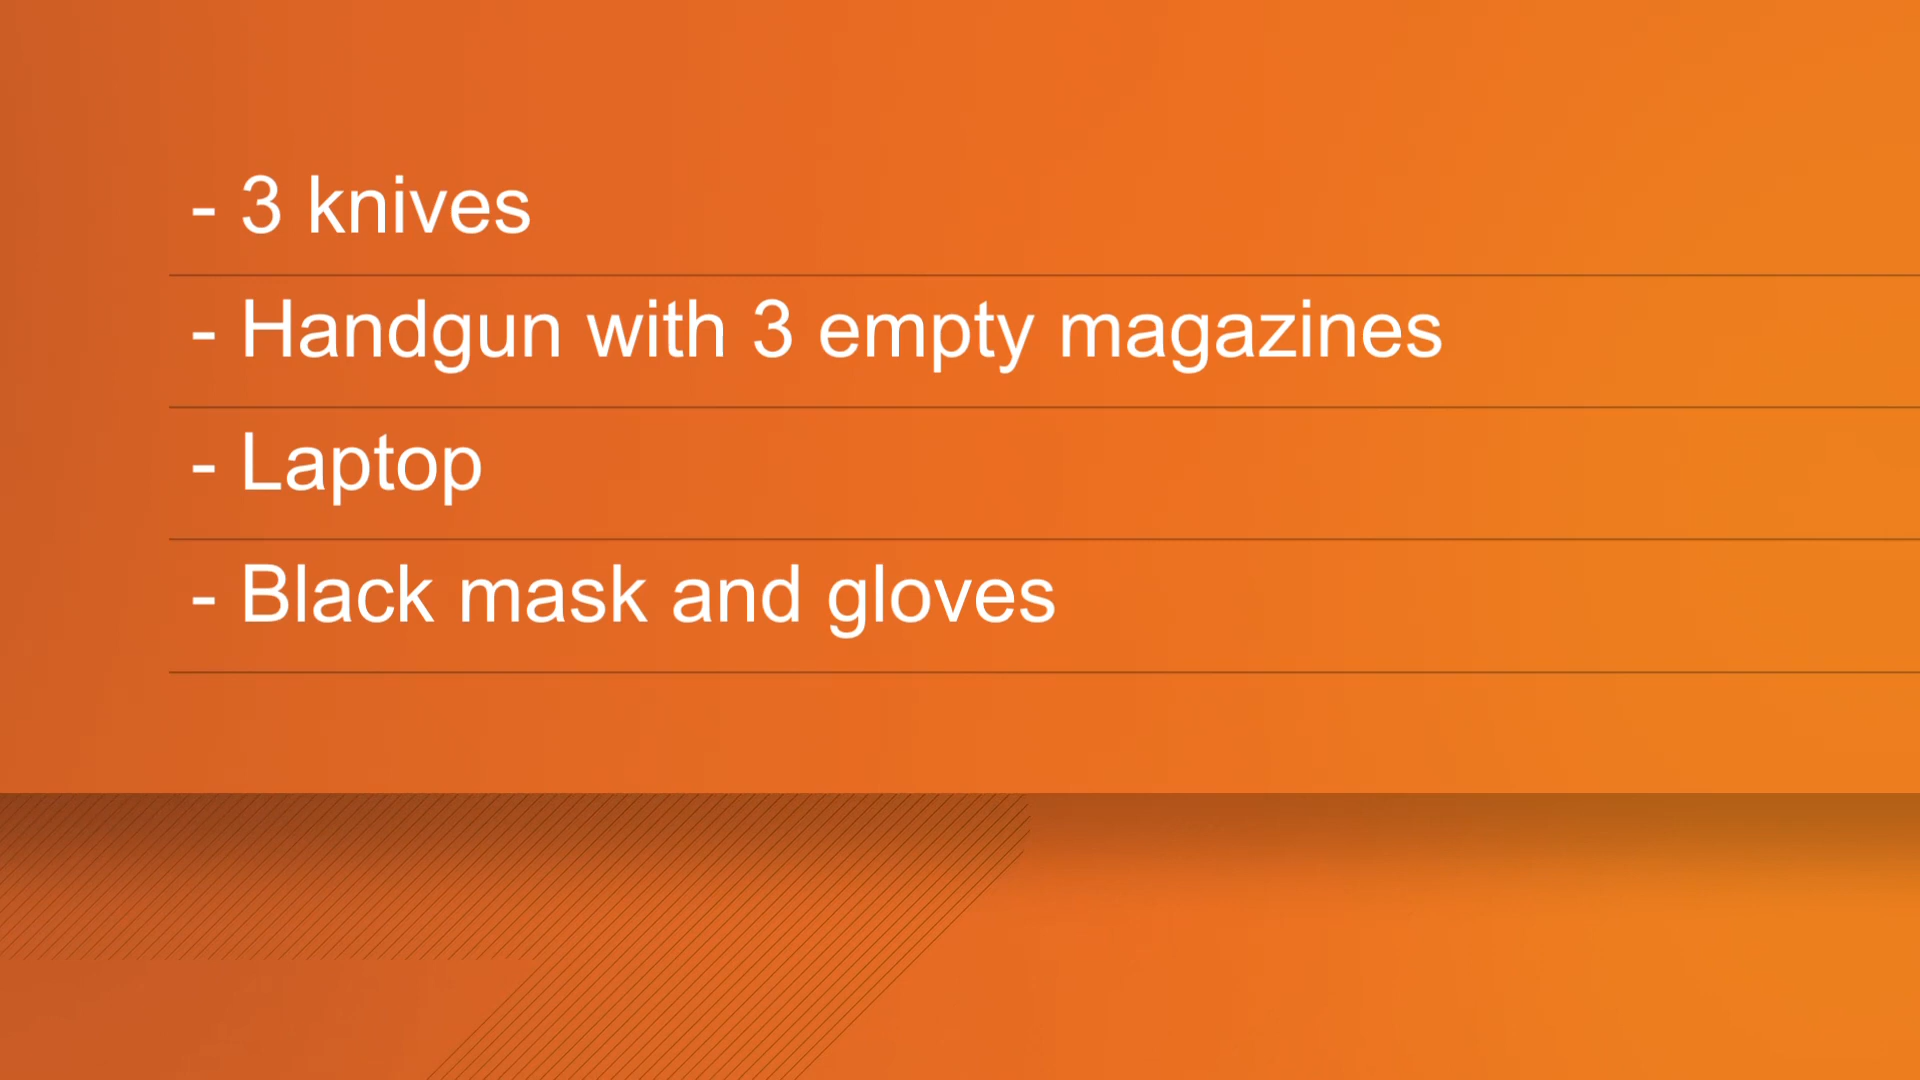 - 3 knives
- Handgun with 3 empty magazines
- Laptop
- Black mask and gloves